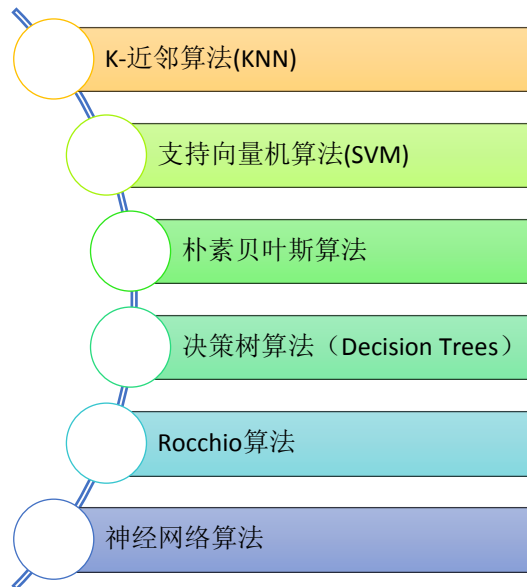 K-近邻算法(KNN)
支持向量机算法(SVM)
朴素贝叶斯算法
决策树算法（Decision Trees）
Rocchio算法
神经网络算法